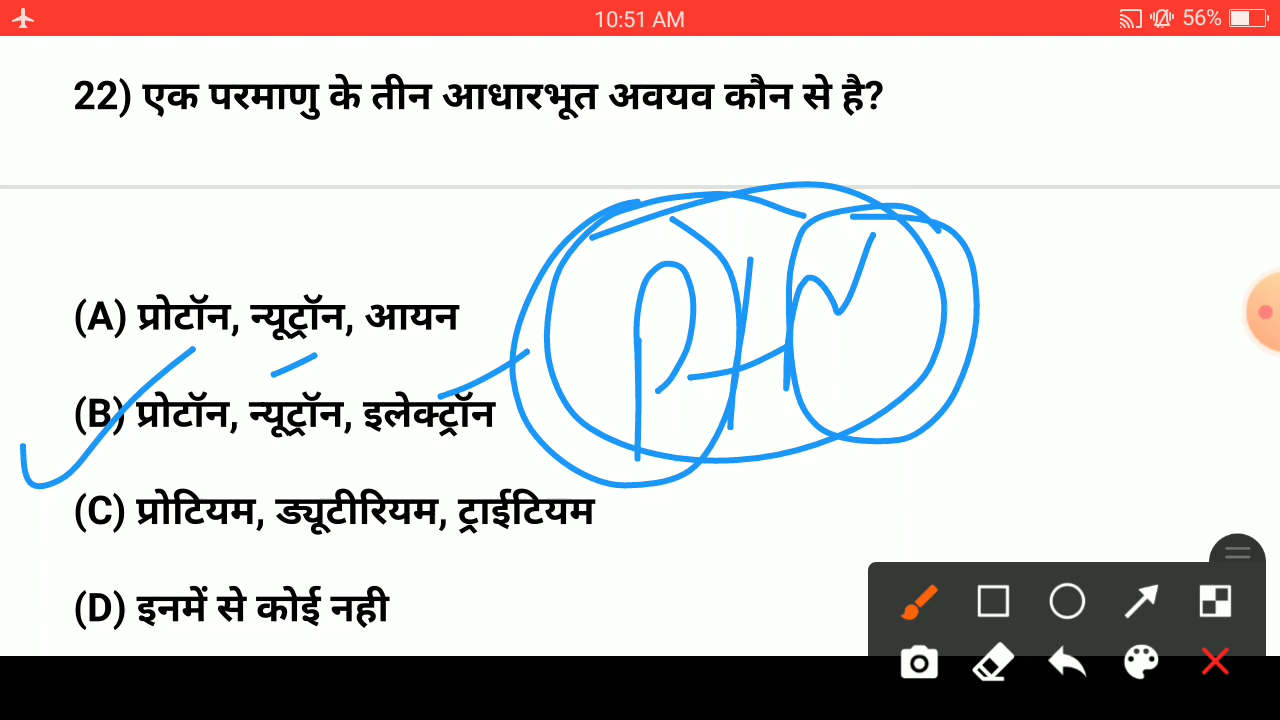 10:51 AM
56%
22) एक परमाणु के तीन आधारभूत अवयव कौन से है?
(A) प्रोटॉन, न्यूट्रॉन, आयन
(B) प्रोटॉन, न्यूट्रॉन, इलेक्ट्रॉन
(C) प्रोटियम, ड्यूटीरियम, ट्राईटियम
(D) इनमें से कोई नही